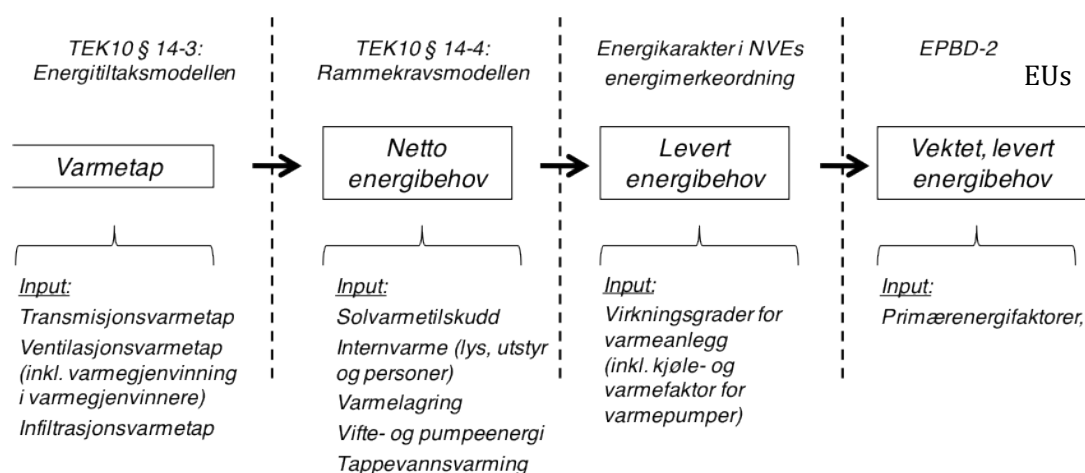 TEK10 § 14-3:
Energitiltaksmodellen
Varmetap
Input:
Transmisjonsvarmetap
Ventilasjonsvarmetap
(inkl. varmegjenvinning
i varmegjenvinnere)
Infiltrasjonsvarmetap
TEK10 § 14-4:
Rammekravsmodellen
Netto
energibehov
Input:
Solvarmetilskudd
Internvarme (lys, utstyr
og personer)
Varmelagring
Vifte- og pumpeenergi
Tappevannsvarming
Energikarakter i NVEs
energimerkeordning
Levert
energibehov
Input:
Virkningsgrader for
varmeanlegg
(inkl. kjøle- og
varmefaktor for
varmepumper)
EPBD-2
EUs
Vektet, levert
energibehov
Input:
Primærenergifaktorer,